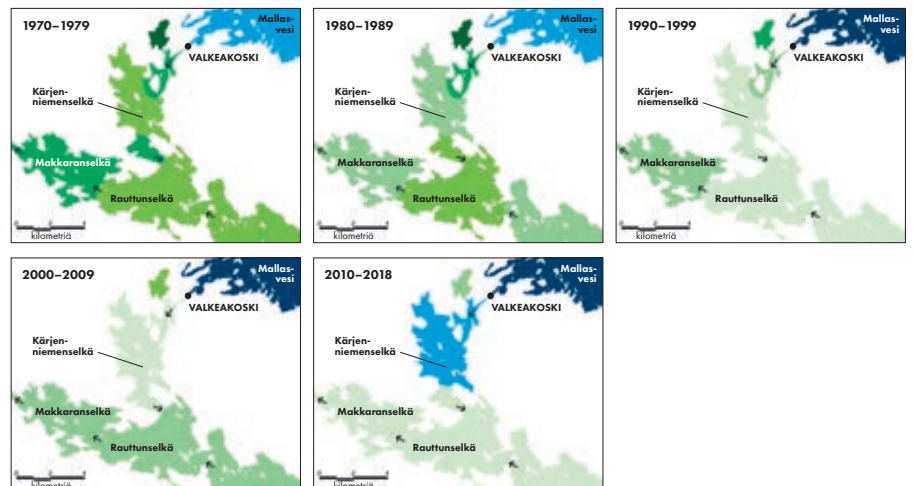 1970–1979
Mallas-
vesi
VALKEAKOSKI
Kärjen-
niemenselkä
Makkaranselkä
Rauttunselkä
kilometriä
1980–1989
Mallas-
vesi
VALKEAKOSKI
Kärjen-
niemenselkä
Makkaranselkä
Rauttunselkä
kilometriä
1990–1999
Mallas-
vesi
VALKEAKOSKI
Kärjen-
niemenselkä
Makkaranselkä
Rauttunselkä
kilometriä
2000–2009
Mallas-
vesi
VALKEAKOSKI
Kärjen-
niemenselkä
Makkaranselkä
Rauttunselkä
kilometriä
2010–2018
Mallas-
vesi
VALKEAKOSKI
Kärjen-
niemenselkä
Makkaranselkä
Rauttunselkä
kilometriä